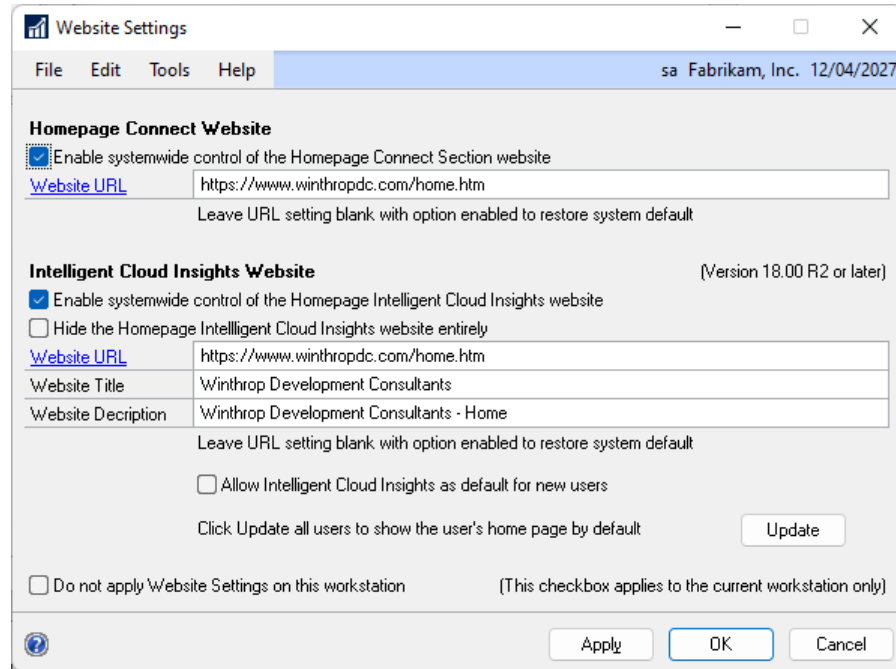 Website Settings
File Edit Tools Help sa Fabrikam, Inc. 12/04/2027
Homepage Connect Website
Enable systemwide control of the Homepage Connect Section website
Website URL https://www.winthropdc.com/home.htm
Leave URL setting blank with option enabled to restore system default
Intelligent Cloud Insights Website (Version 18.00 R2 or later)
Enable systemwide control of the Homepage Intelligent Cloud Insights website
Hide the Homepage Intellligent Cloud Insights website entirely
Website URL https://www.winthropdc.com/home.htm
Website Title Winthrop Development Consultants
Website Decription Winthrop Development Consultants - Home
Leave URL setting blank with option enabled to restore system default
Allow Intelligent Cloud Insights as default for new users
Click Update all users to show the user's home page by default Update
Do not apply Website Settings on this workstation (This checkbox applies to the current workstation only)
Apply OK Cancel